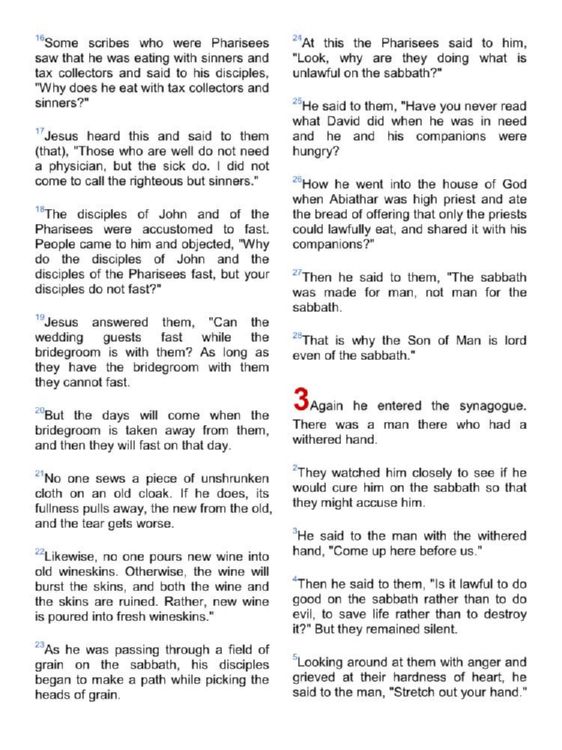 16Some scribes who were Pharisees
saw that he was eating with sinners and
tax collectors and said to his disciples,
"Why does he eat with tax collectors and
sinners?"
17Jesus heard this and said to them
(that), "Those who are well do not need
a physician, but the sick do. I did not
come to call the righteous but sinners."
18The disciples of John and of the
Pharisees were accustomed to fast.
People came to him and objected, "Why
do the disciples of John and the
disciples of the Pharisees fast, but your
disciples do not fast?"
19Jesus answered them, "Can the
wedding guests fast while the
bridegroom is with them? As long as
they have the bridegroom with them
they cannot fast.
20But the days will come when the
bridegroom is taken away from them,
and then they will fast on that day.
21No one sews a piece of unshrunken
cloth on an old cloak. If he does, its
fullness pulls away, the new from the old,
and the tear gets worse.
22Likewise, no one pours new wine into
old wineskins. Otherwise, the wine will
burst the skins, and both the wine and
the skins are ruined. Rather, new wine
is poured into fresh wineskins."
23As he was passing through a field of
grain on the sabbath, his disciples
began to make a path while picking the
heads of grain.
24At this the Pharisees said to him,
"Look, why are they doing what is
unlawful on the sabbath?"
25He said to them, "Have you never read
what David did when he was in need
and he and his companions were
hungry?
26How he went into the house of God
when Abiathar was high priest and ate
the bread of offering that only the priests
could lawfully eat, and shared it with his
companions?"
27Then he said to them, "The sabbath
was made for man, not man for the
sabbath.
28That is why the Son of Man is lord
even of the sabbath."
3Again he entered the synagogue.
There was a man there who had a
withered hand.
2They watched him closely to see if he
would cure him on the sabbath so that
they might accuse him.
3He said to the man with the withered
hand, "Come up here before us."
4Then he said to them, "Is it lawful to do
good on the sabbath rather than to do
evil, to save life rather than to destroy
it?" But they remained silent.
5Looking around at them with anger and
grieved at their hardness of heart, he
said to the man, "Stretch out your hand."